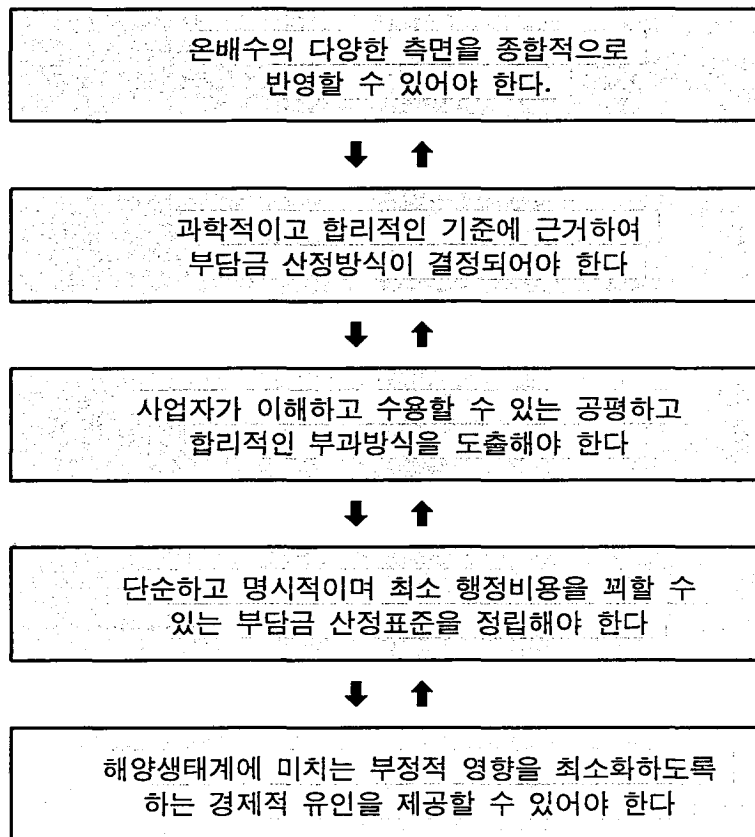 온배수의 다양한 측면을 종합적으로
반영할 수 있어야 한다.
과학적이고 합리적인 기준에 근거하여
부담금 산정방식이 결정되어야 한다
사업자가 이해하고 수용할 수 있는 공평하고
합리적인 부과방식을 도출해야 한다
단순하고 명시적이며 최소 행정비용을 꾀할 수
있는 부담금 산정표준을 정립해야 한다
해양생태계에 미치는 부정적 영향을 최소화하도록
하는 경제적 유인을 제공할 수 있어야 한다